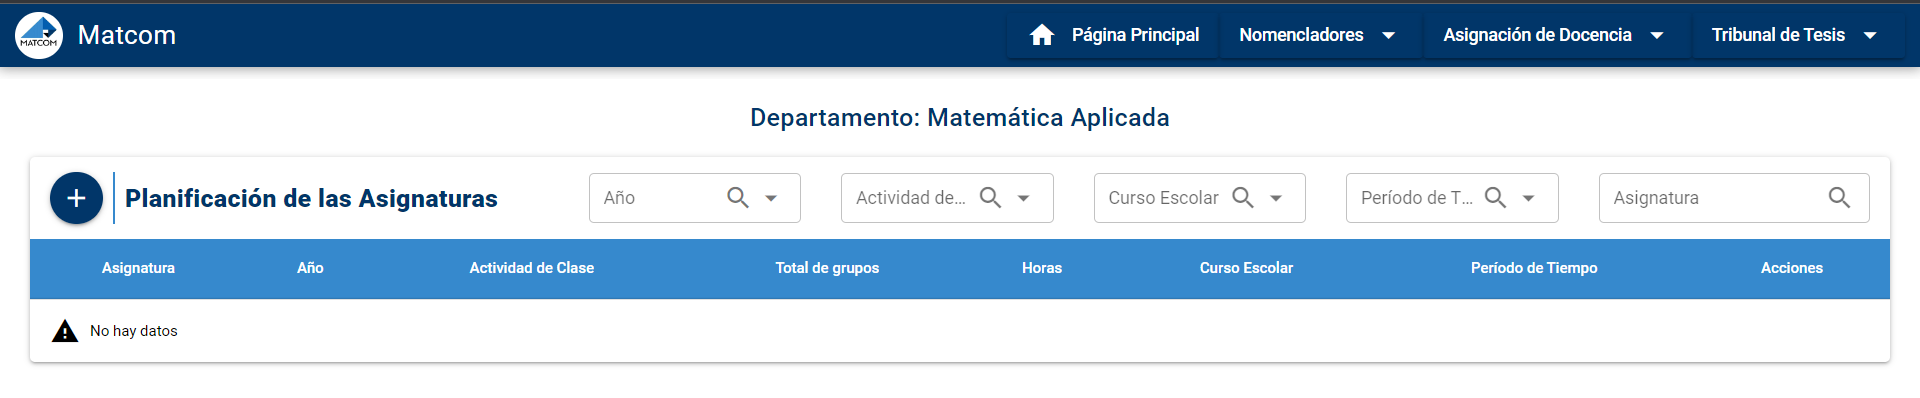 MATCOM
Matcom
Página Principal
Nomencladores
Asignación de Docencia
Tribunal de Tesis
Departamento: Matemática Aplicada
Planificación de las Asignaturas
Año
Actividad de...
Curso Escolar
Período de T...
Asignatura
Asignatura Año Actividad de Clase Total de grupos Horas Curso Escolar Período de Tiempo Acciones
No hay datos